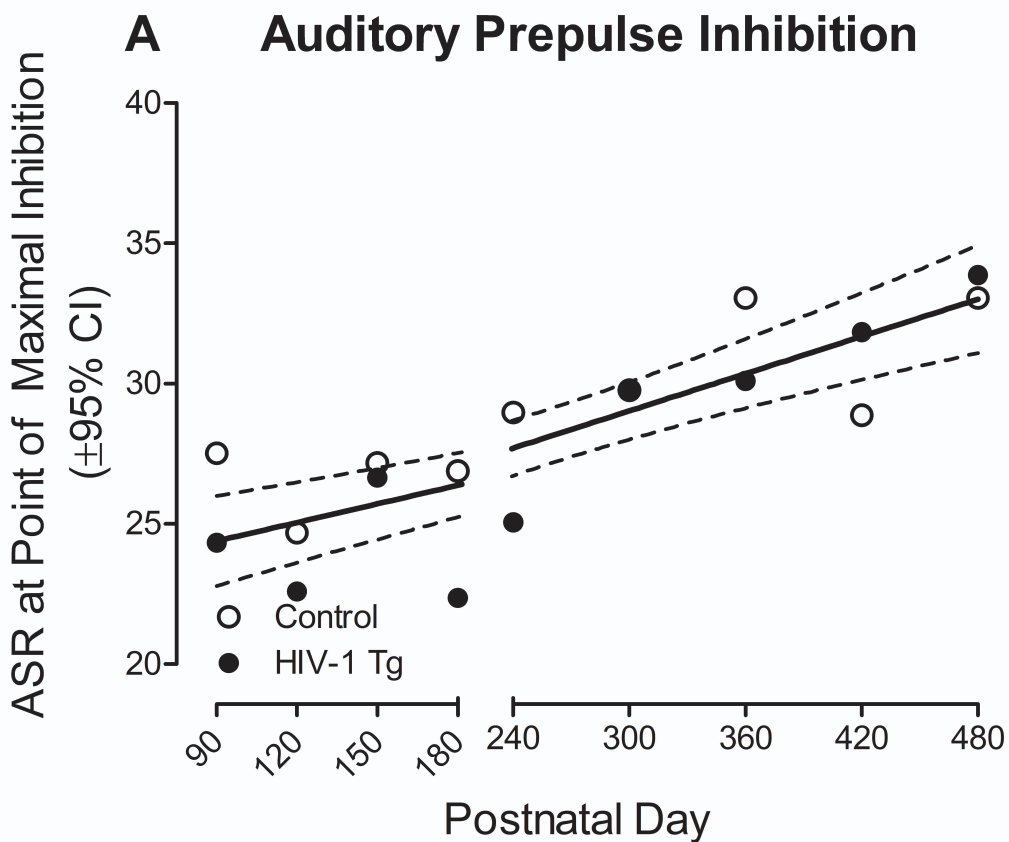 A Auditory Prepulse Inhibition
ASR at Point of Maximal Inhibition
(±95% CI)
40
35
30
25
20
Control
HIV-1 Tg
90 120 150 180 240 300 360 420 480
Postnatal Day